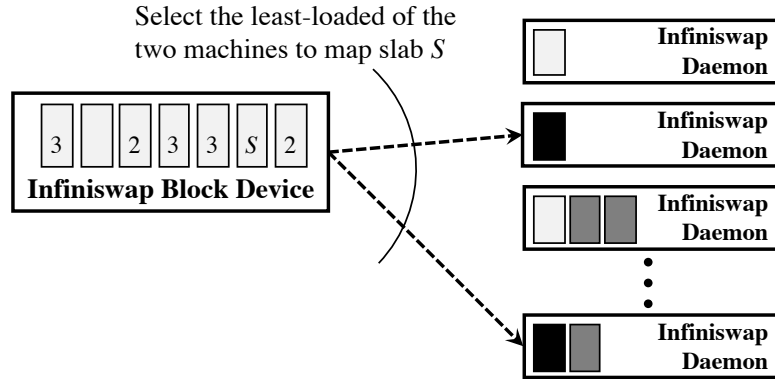 Select the least-loaded of the
two machines to map slab S
3 2 3 3 S 2
Infiniswap Block Device
Infiniswap
Daemon
Infiniswap
Daemon
Infiniswap
Daemon
Infiniswap
Daemon